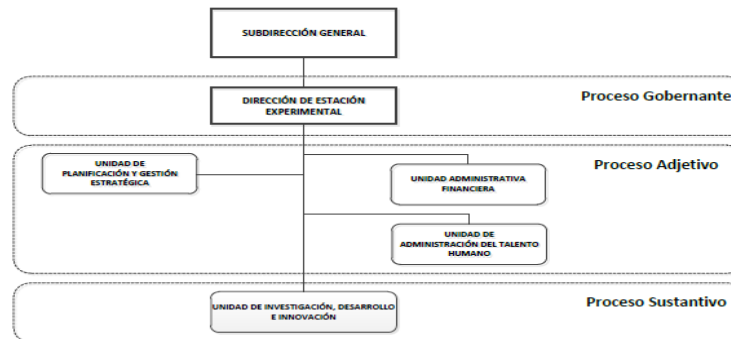 SUBDIRECCIÓN GENERAL
Proceso Gobernante
DIRECCIÓN DE ESTACIÓN
EXPERIMENTAL
Proceso Adjetivo
UNIDAD DE
PLANIFICACIÓN Y GESTIÓN
ESTRATÉGICA
UNIDAD ADMINISTRATIVA
FINANCIERA
UNIDAD DE
ADMINISTRACIÓN DEL TALENTO
HUMANO
Proceso Sustantivo
UNIDAD DE INVESTIGACIÓN, DESARROLLO
E INNOVACIÓN